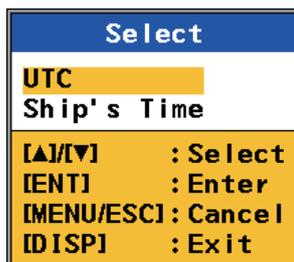 Select
UTC
Ship's Time
[▲]/[▼] :Select
[ENT] :Enter
[MENU/ESC]:Cancel
[DISP] :Exit